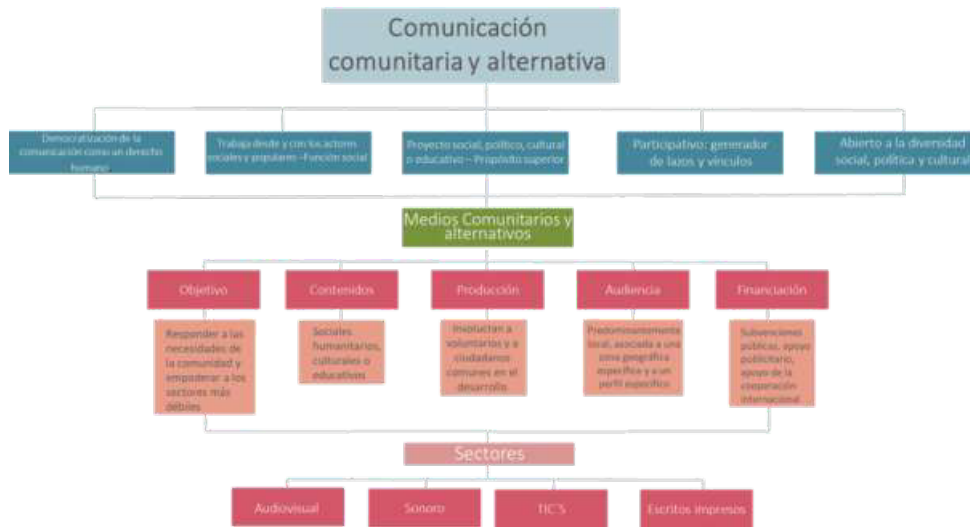 Comunicación
comunitaria y alternativa
Democratización de la
comunicación como un derecho
humano
Trabaja desde y con los actores
sociales y populares –Función social
Proyecto social, político, cultural
o educativo – Propósito superior
Participativo: generador
de lazos y vínculos
Abierto a la diversidad
social, política y cultural
Medios Comunitarios y
alternativos
Objetivo
Contenidos
Producción
Audiencia
Financiación
Responder a las
necesidades de
la comunidad y
empoderar a los
sectores más
débiles
Sociales
humanitarios,
culturales o
educativos
Involucran a
voluntarios y a
ciudadanos
comunes en el
desarrollo
Predominantemente
local, asociada a una
zona geográfica
específica y a un
perfil específico
Subvenciones
públicas, apoyo
publicitario,
apoyo de la
cooperación
internacional
Sectores
Audiovisual
Sonoro
TIC´S
Escritos impresos